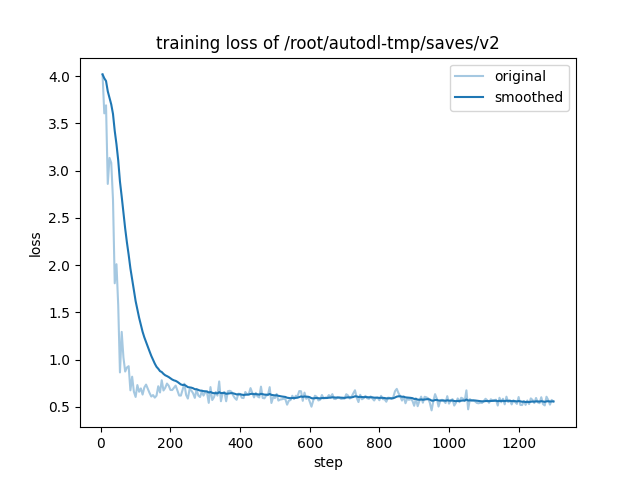 training loss of /root/autodl-tmp/saves/v2
original
smoothed
4.0
3.5
3.0
2.5
2.0
1.5
1.0
0.5
loss
0 200 400 600 800 1000 1200
step